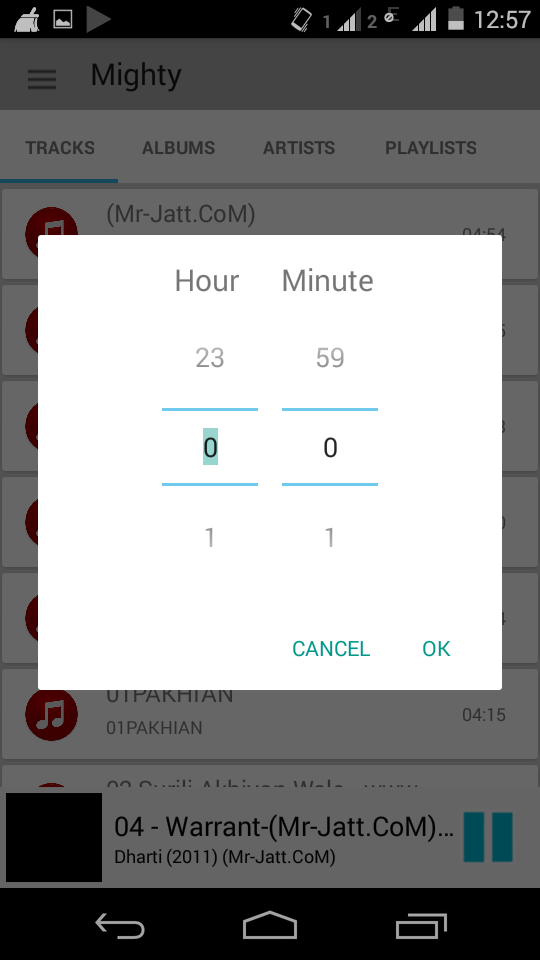 1 2 E 12:57
Mighty
TRACKS ALBUMS ARTISTS PLAYLISTS
(Mr-Jatt.CoM)
04:54
Hour Minute
23 59
0 0
1 1
CANCEL OK
01PAKHIAN
01PAKHIAN
04:15
04 - Warrant-(Mr-Jatt.CoM)...
Dharti (2011) (Mr-Jatt.CoM)